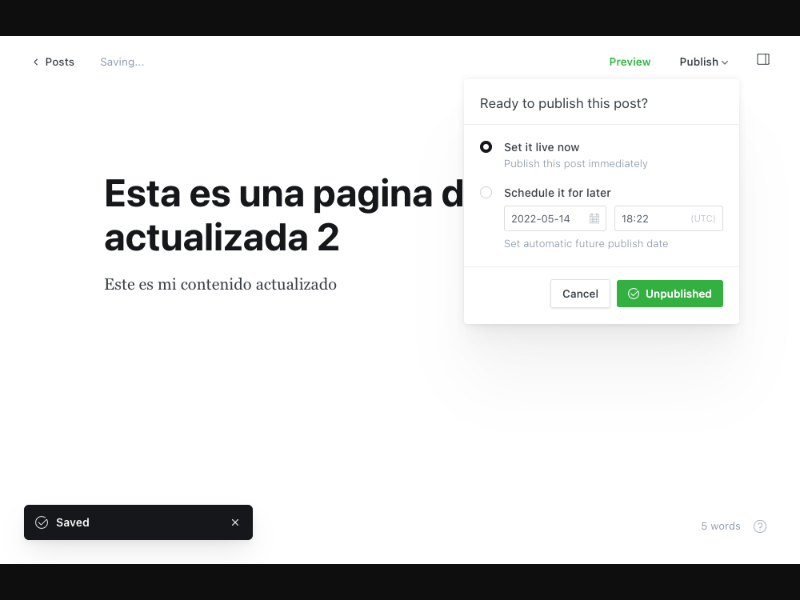 Posts
Saving...
Preview
Publish
Ready to publish this post?
Set it live now
Publish this post immediately
Schedule it for later
2022-05-14
18:22
(UTC)
Set automatic future publish date
Cancel
Unpublished
Esta es una pagina d
actualizada 2
Este es mi contenido actualizado
Saved
5 words